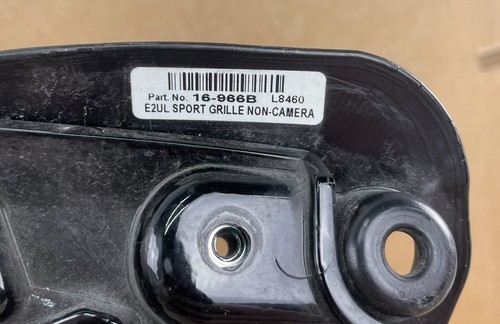 Part. No. 16-966B L8460
E2UL SPORT GRILLE NON-CAMERA